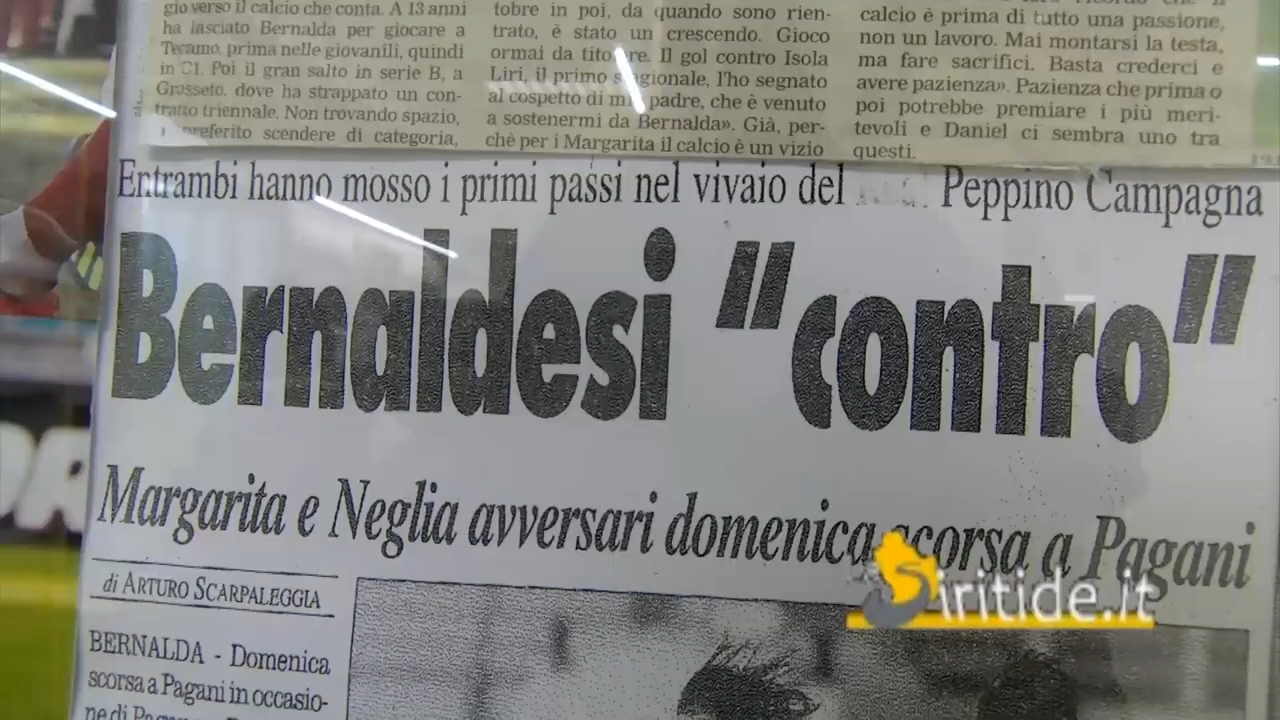 gio verso il calcio che conta. A 13 anni
ha lasciato Bernalda per giocare a
Teramo, prima nelle giovanili, quindi
in C1. Poi il gran salto in serie B, a
Grosseto, dove ha strappato un con-
tratto triennale. Non trovando spazio,
preferito scendere di categoria,
tobre in poi, da quando sono rien-
trato, è stato un crescendo. Gioco
ormai da titolare. Il gol contro Isola
Liri, il primo stagionale, l'ho segnato
al cospetto di mio padre, che è venuto
a sostenermi da Bernalda». Già, per-
chè per i Margarita il calcio è un vizio
calcio è prima di tutto una passione,
non un lavoro. Mai montarsi la testa,
ma fare sacrifici. Basta crederci e
avere pazienza». Pazienza che prima o
poi potrebbe premiare i più meri-
tevoli e Daniel ci sembra uno tra
questi.
Entrambi hanno mosso i primi passi nel vivaio del Peppino Campagna
Bernaldesi “contro”
Margarita e Neglia avversari domenica scorsa a Pagani
di ARTURO SCARPALEGGIA
BERNALDA - Domenica
scorsa a Pagani in occasio-
ne di
Siritide.it